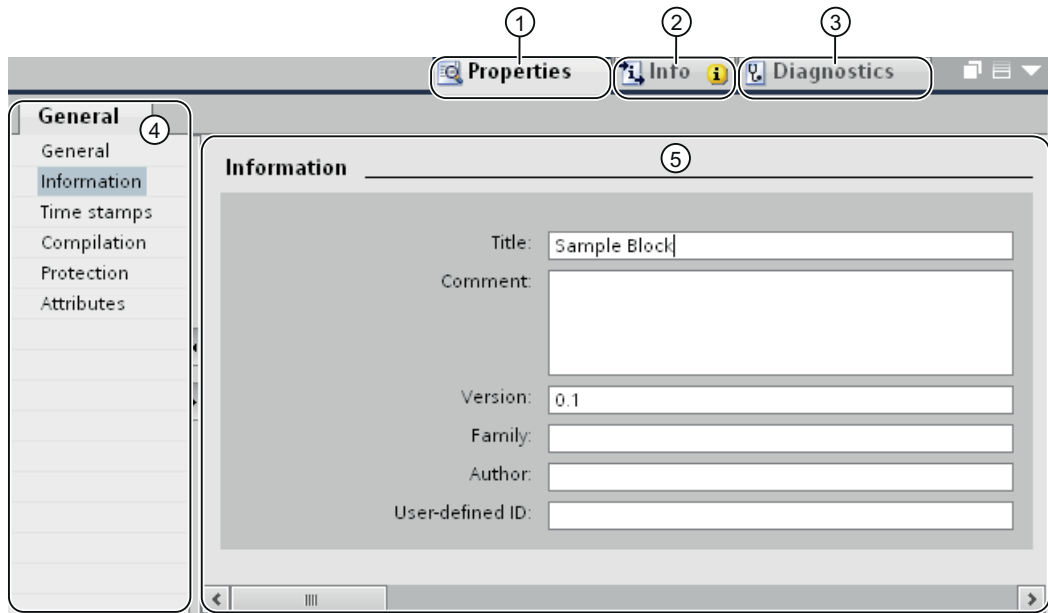 1
2
3
Properties
Info
Diagnostics
General
4
General
Information
Time stamps
Compilation
Protection
Attributes
5
Information
Title:
Sample Block
Comment:
Version:
0.1
Family:
Author:
User-defined ID: